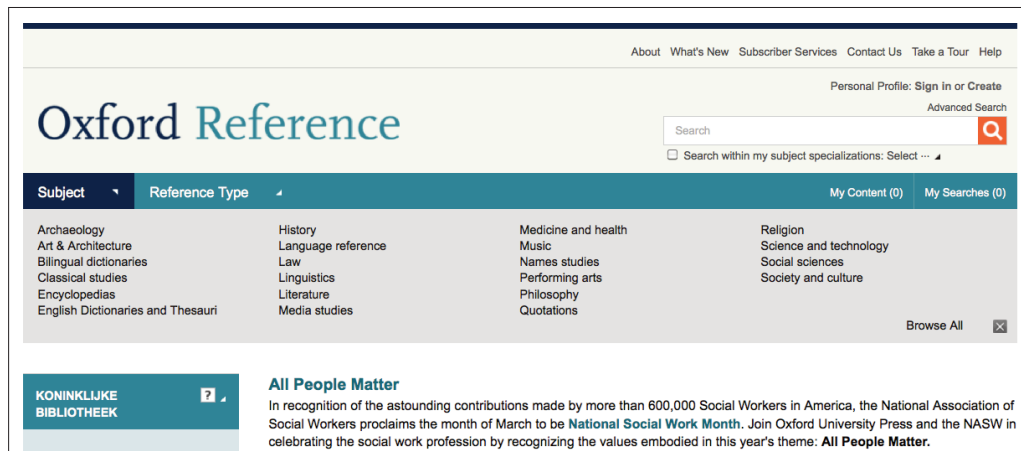 About What's New Subscriber Services Contact Us Take a Tour Help
Personal Profile: Sign in or Create
Advanced Search
Oxford Reference
Search
Search within my subject specializations: Select ...
Subject Reference Type My Content (0) My Searches (0)
Archaeology
Art & Architecture
Bilingual dictionaries
Classical studies
Encyclopedias
English Dictionaries and Thesauri
History
Language reference
Law
Linguistics
Literature
Media studies
Medicine and health
Music
Names studies
Performing arts
Philosophy
Quotations
Religion
Science and technology
Social sciences
Society and culture
Browse All
KONINKLIJKE ?
BIBLIOTHEEK
All People Matter
In recognition of the astounding contributions made by more than 600,000 Social Workers in America, the National Association of
Social Workers proclaims the month of March to be National Social Work Month. Join Oxford University Press and the NASW in
celebrating the social work profession by recognizing the values embodied in this year's theme: All People Matter.